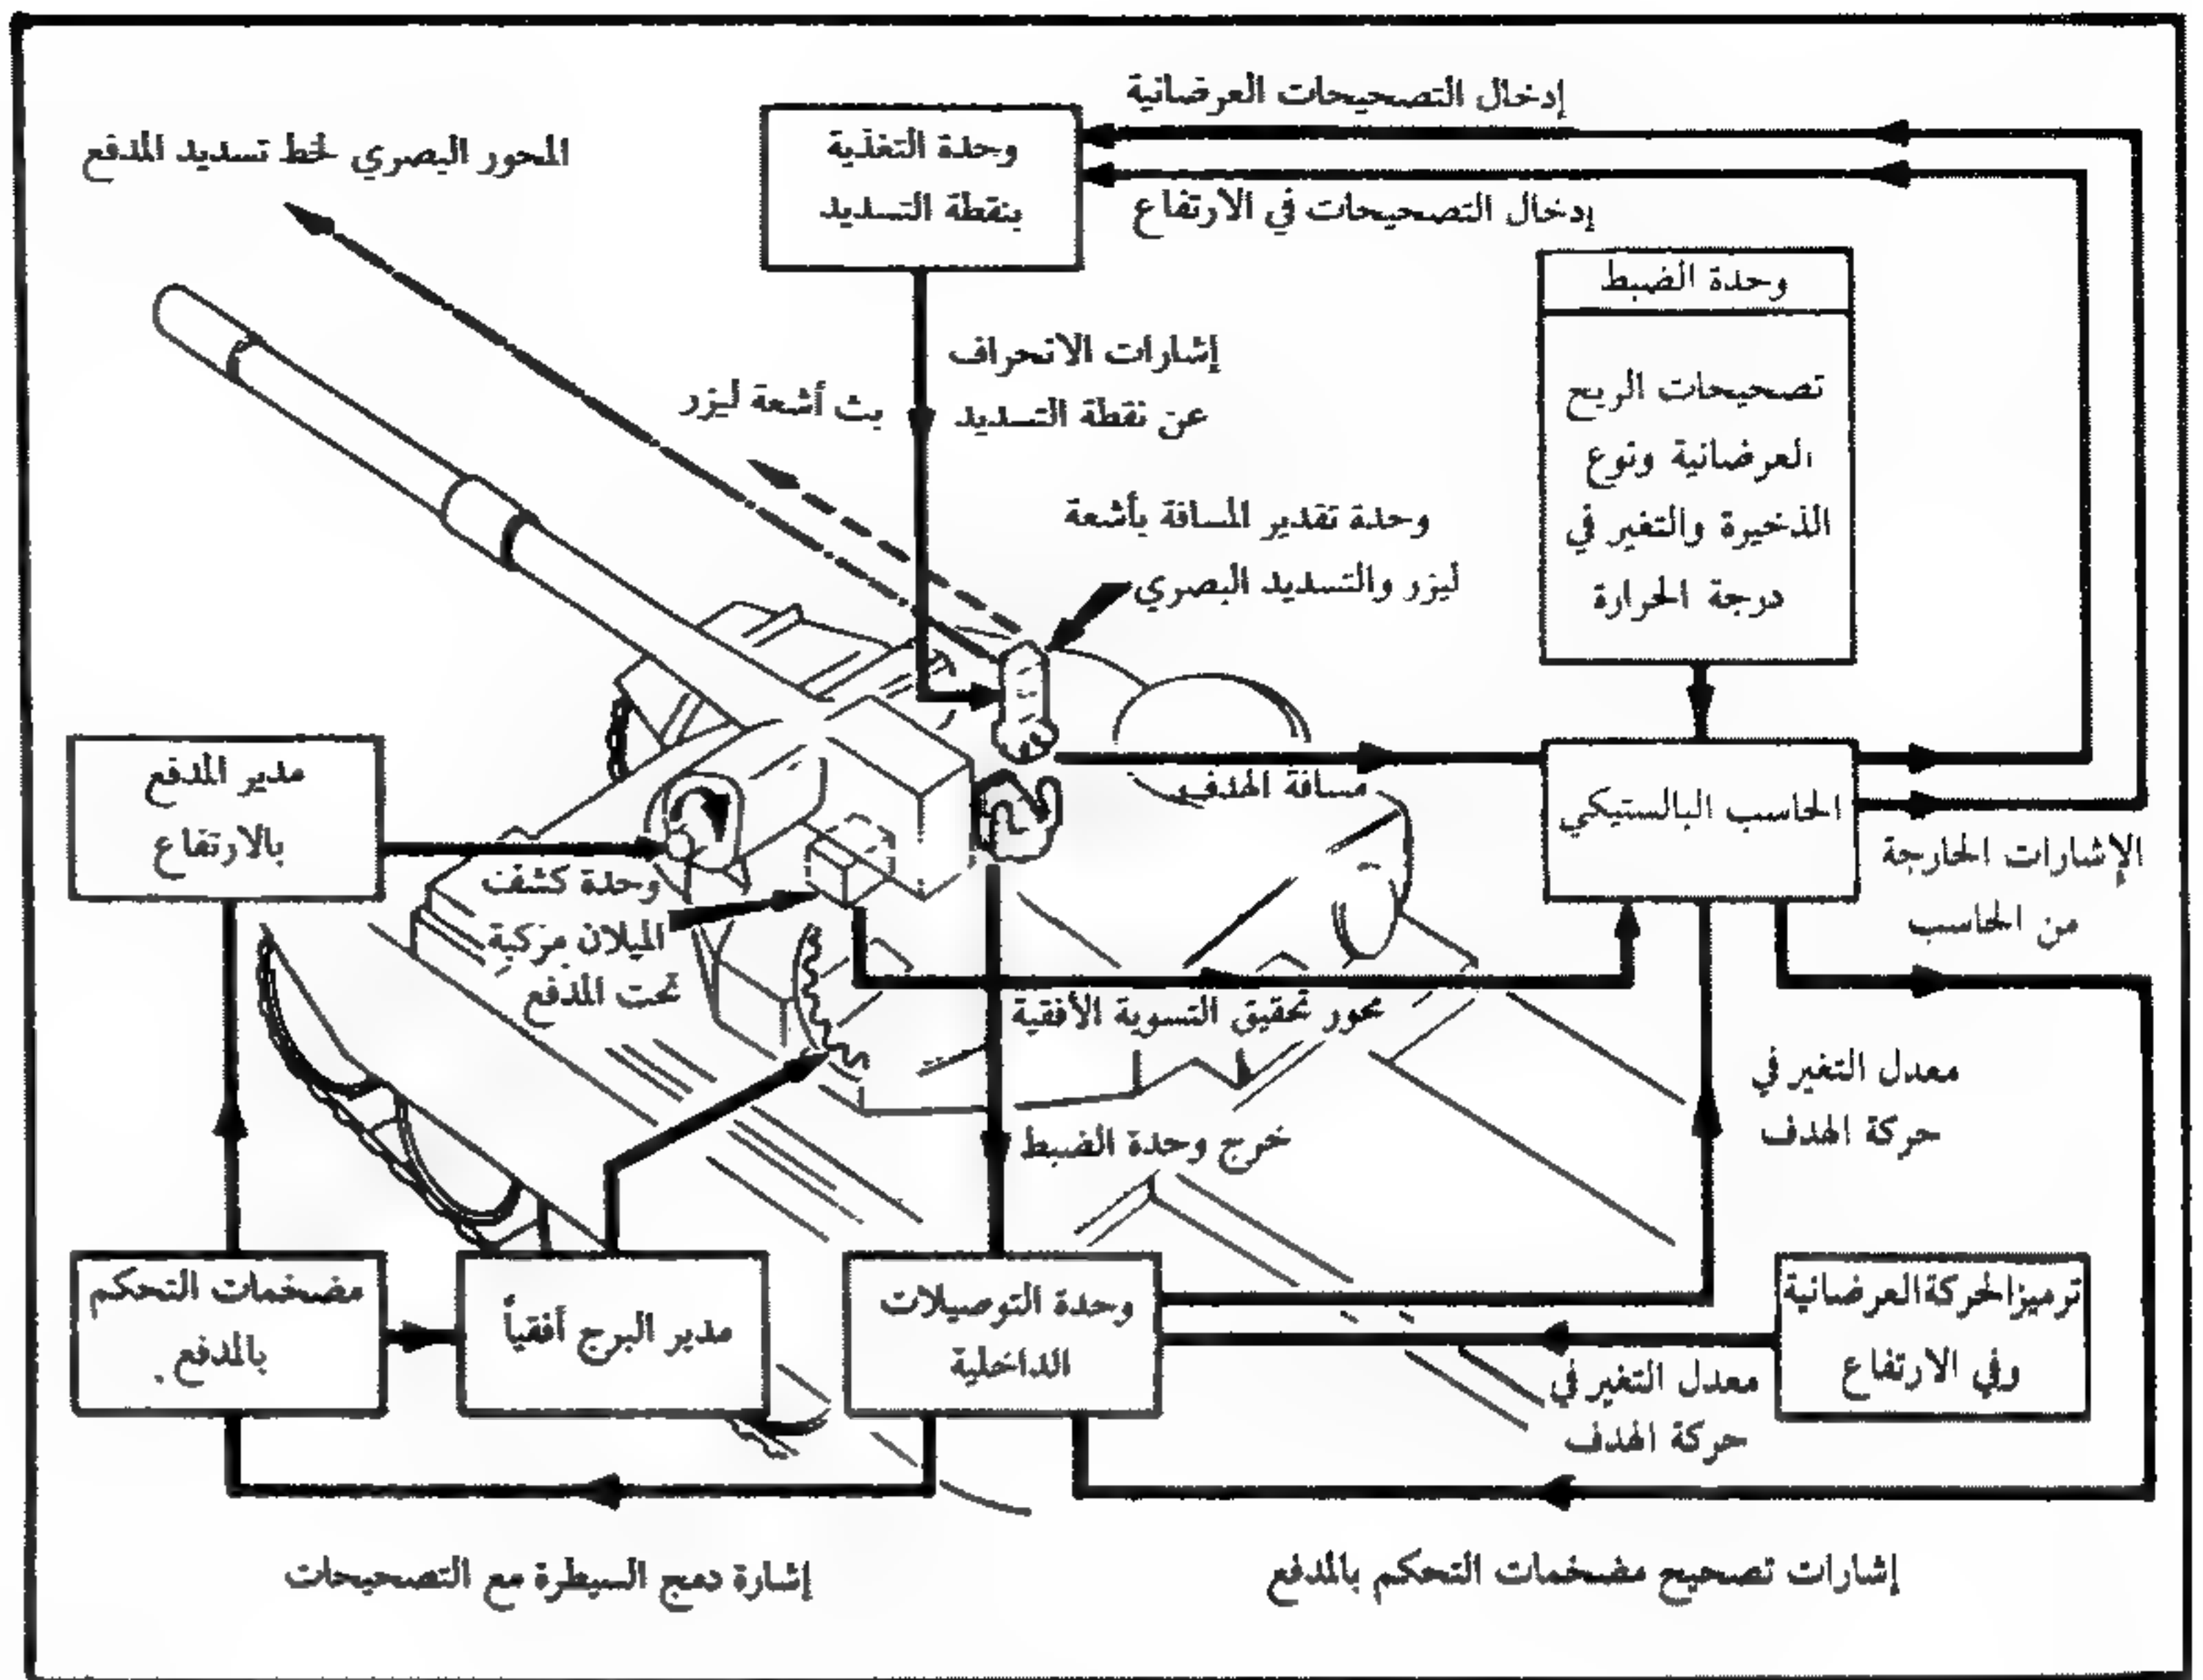 إدخال التصحيحات العرضانية
المحور البصري لخط تسديد المدفع
وحدة التغذية
بنقطة التسديد
إدخال التصحيحات في الارتفاع
وحدة الضبط
تصحيحات الريح
العرضانية ونوع
الذخيرة والتغير في
درجة الحرارة
إشارات الانحراف
عن نقطة التسديد
بث أشعة ليزر
وحدة تقدير المسافة بأشعة
ليزر والتسديد البصري
مسافة الهدف
الحاسب البالستيكي
الإشارات الخارجة
من الحاسب
مدير المدفع
بالارتفاع
وحدة كشف
الميلان مركبة
تحت المدفع
محور تحقيق التسوية الأفقية
معدل التغير في
حركة الهدف
خرج وحدة الضبط
ترميز الحركة العرضانية
وفي الارتفاع
وحدة التوصيلات
الداخلية
مدير البرج أفقياً
مضخمات التحكم
بالمدفع
معدل التغير في
حركة الهدف
إشارات تصحيح مضخمات التحكم بالمدفع
إشارة دمج السيطرة مع التصحيحات